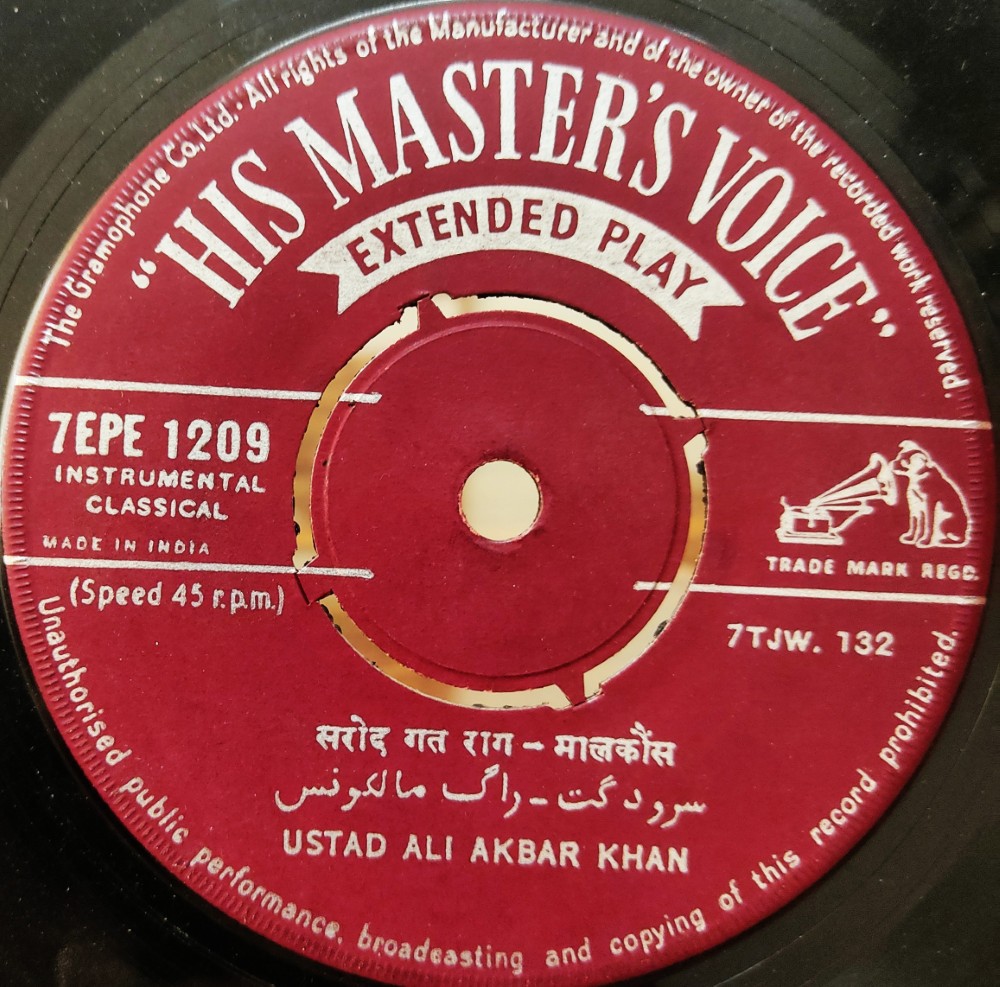 The Gramophone Co., Ltd. All rights of the Manufacturer and of the owner of the recorded work reserved.
"HIS MASTER'S VOICE"
EXTENDED PLAY
7EPE 1209
INSTRUMENTAL
CLASSICAL
MADE IN INDIA
(Speed 45 r.p.m.)
TRADE MARK REGD.
7TJW. 132
सरोद गत राग - मालकौंस
سرود گت - راگ مالکونس
USTAD ALI AKBAR KHAN
Unauthorised public performance, broadcasting and copying of this record prohibited.